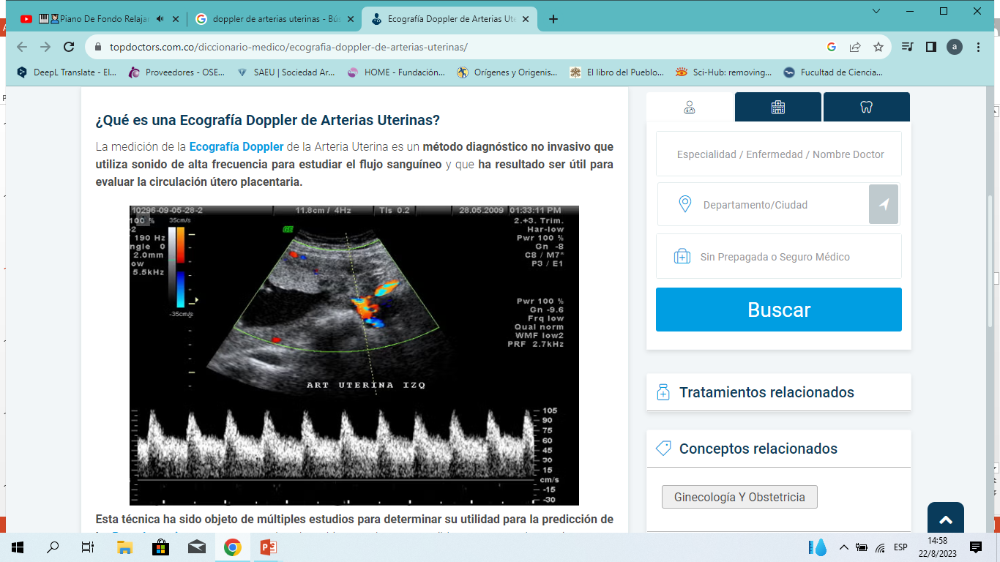 Piano De Fondo Relajar
doppler de arterias uterinas - Bús
Ecografía Doppler de Arterias Ute
topdoctors.com.co/diccionario-medico/ecografia-doppler-de-arterias-uterinas/
a
DeepL Translate - El...
Proveedores - OSE...
SAEU | Sociedad Ar...
HOME - Fundación...
Orígenes y Origenis...
El libro del Pueblo...
Sci-Hub: removing...
Fucultad de Ciencia...
¿Qué es una Ecografía Doppler de Arterias Uterinas?
La medición de la Ecografía Doppler de la Arteria Uterina es un método diagnóstico no invasivo que
utiliza sonido de alta frecuencia para estudiar el flujo sanguíneo y que ha resultado ser útil para
evaluar la circulación útero placentaria.
10296-09-05-28-2 11.8cm / 4Hz TIs 0.2 28.05.2009 01:33:11 PM
100 %
-2
190 Hz
ngle 0
2.0mm
ow
5.5kHz
35cm/s
-35cm/s
2.+3. Trim.
Har-low
Pwr 100 %
Gn -8
C8 / M7
P3 / E1
Pwr 100 %
Gn -9.6
Frq low
Qual norm
WMF low2
PRF 2.7kHz
ART UTERINA IZQ
105
90
75
60
45
30
15
cm/s
-15
-30
Esta técnica ha sido objeto de múltiples estudios para determinar su utilidad para la predicción de
Especialidad / Enfermedad / Nombre Doctor
Departamento/Ciudad
Sin Prepagada o Seguro Médico
Buscar
Tratamientos relacionados
Conceptos relacionados
Ginecología Y Obstetricia
ESP
14:58
22/8/2023